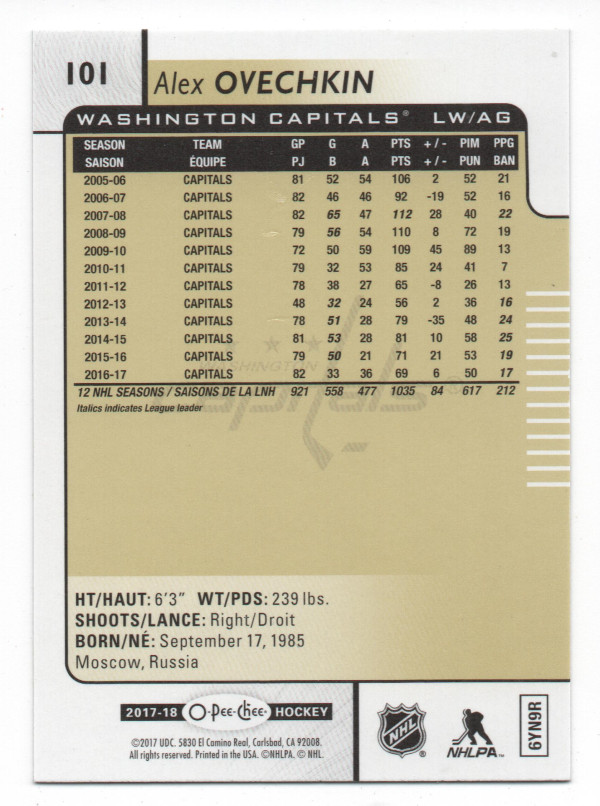 101
Alex OVECHKIN
WASHINGTON CAPITALS® LW/AG
SEASON TEAM GP G A PTS +/- PIM PPG
SAISON ÉQUIPE PJ B A PTS +/- PUN BAN
2005-06 CAPITALS 81 52 54 106 2 52 21
2006-07 CAPITALS 82 46 46 92 -19 52 16
2007-08 CAPITALS 82 65 47 112 28 40 22
2008-09 CAPITALS 79 56 54 110 8 72 19
2009-10 CAPITALS 72 50 59 109 45 89 13
2010-11 CAPITALS 79 32 53 85 24 41 7
2011-12 CAPITALS 78 38 27 65 -8 26 13
2012-13 CAPITALS 48 32 24 56 2 36 16
2013-14 CAPITALS 78 51 28 79 -35 48 24
2014-15 CAPITALS 81 53 28 81 10 58 25
2015-16 CAPITALS 79 50 21 71 21 53 19
2016-17 CAPITALS 82 33 36 69 6 50 17
12 NHL SEASONS / SAISONS DE LA LNH 921 558 477 1035 84 617 212
Italics indicates League leader
WASHINGTON
capitals®
HT/HAUT: 6'3" WT/PDS: 239 lbs.
SHOOTS/LANCE: Right/Droit
BORN/NÉ: September 17, 1985
Moscow, Russia
2017-18 O-Pee-Chee® HOCKEY
©2017 UDC. 5830 El Camino Real, Carlsbad, CA 92008.
All rights reserved. Printed in the USA. ©NHLPA. © NHL.
NHL®
NHLPA™
6YN9R